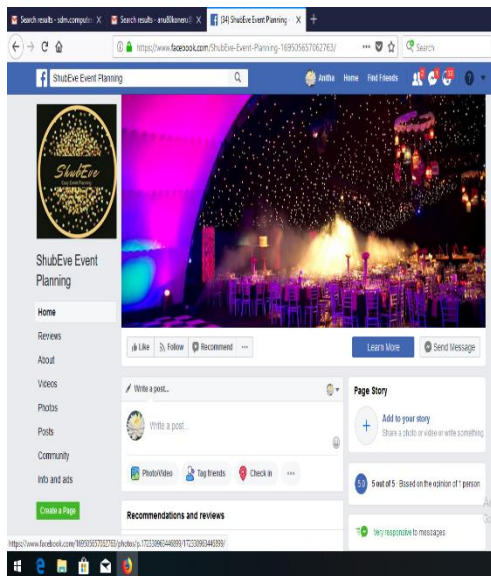 Search results - sdm.computer X
Search results - anu80koneru@ X
(34) ShubEve Event Planning - X
https://www.facebook.com/ShubEve-Event-Planning-169505657062763/
Search
ShubEve Event Planning
Antha Home Find Friends
ShubEve
Easy Event Planning
ShubEve Event
Planning
Home
Reviews
About
Videos
Photos
Posts
Community
Info and ads
Create a Page
Like Follow Recommend ...
Learn More
Send Message
Write a post...
Write a post...
Photo/Video Tag friends Check in ...
Recommendations and reviews
Page Story
Add to your story
Share a photo or video or write something
5.0 5 out of 5 · Based on the opinion of 1 person
Very responsive to messages